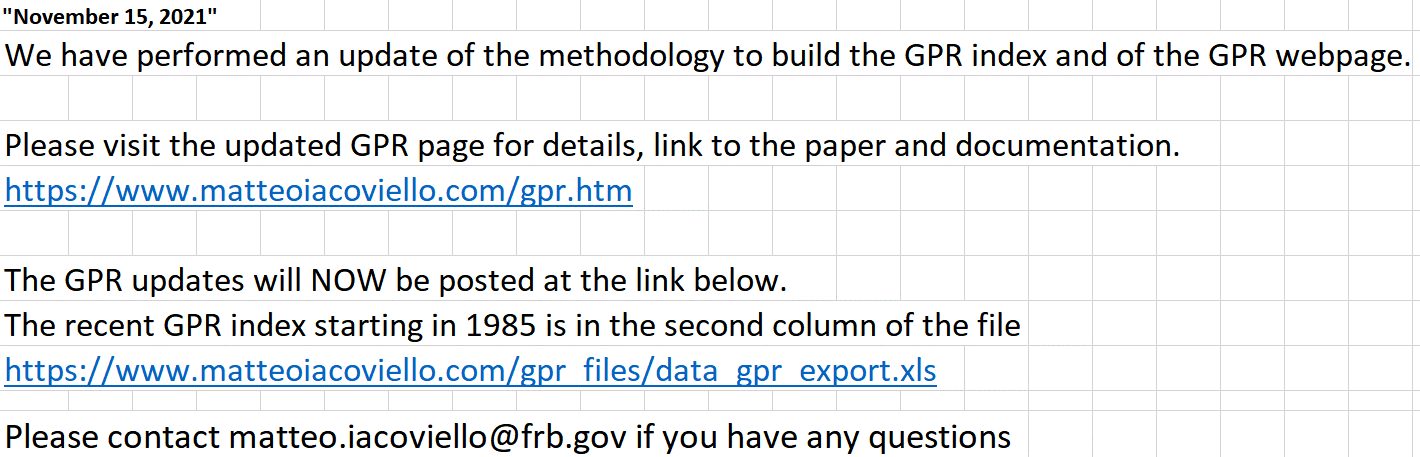 "November 15, 2021"
We have performed an update of the methodology to build the GPR index and of the GPR webpage.
Please visit the updated GPR page for details, link to the paper and documentation.
https://www.matteoiacoviello.com/gpr.htm
The GPR updates will NOW be posted at the link below.
The recent GPR index starting in 1985 is in the second column of the file
https://www.matteoiacoviello.com/gpr_files/data_gpr_export.xls
Please contact matteo.iacoviello@frb.gov if you have any questions